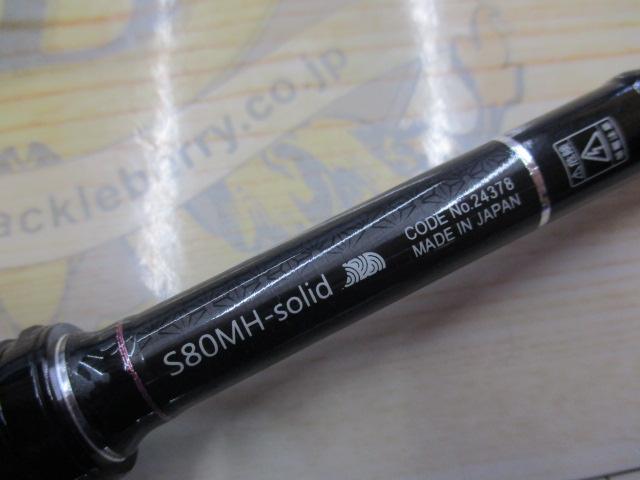 ackleberry.co.jp
S80MH-solid
CODE No.24378
MADE IN JAPAN